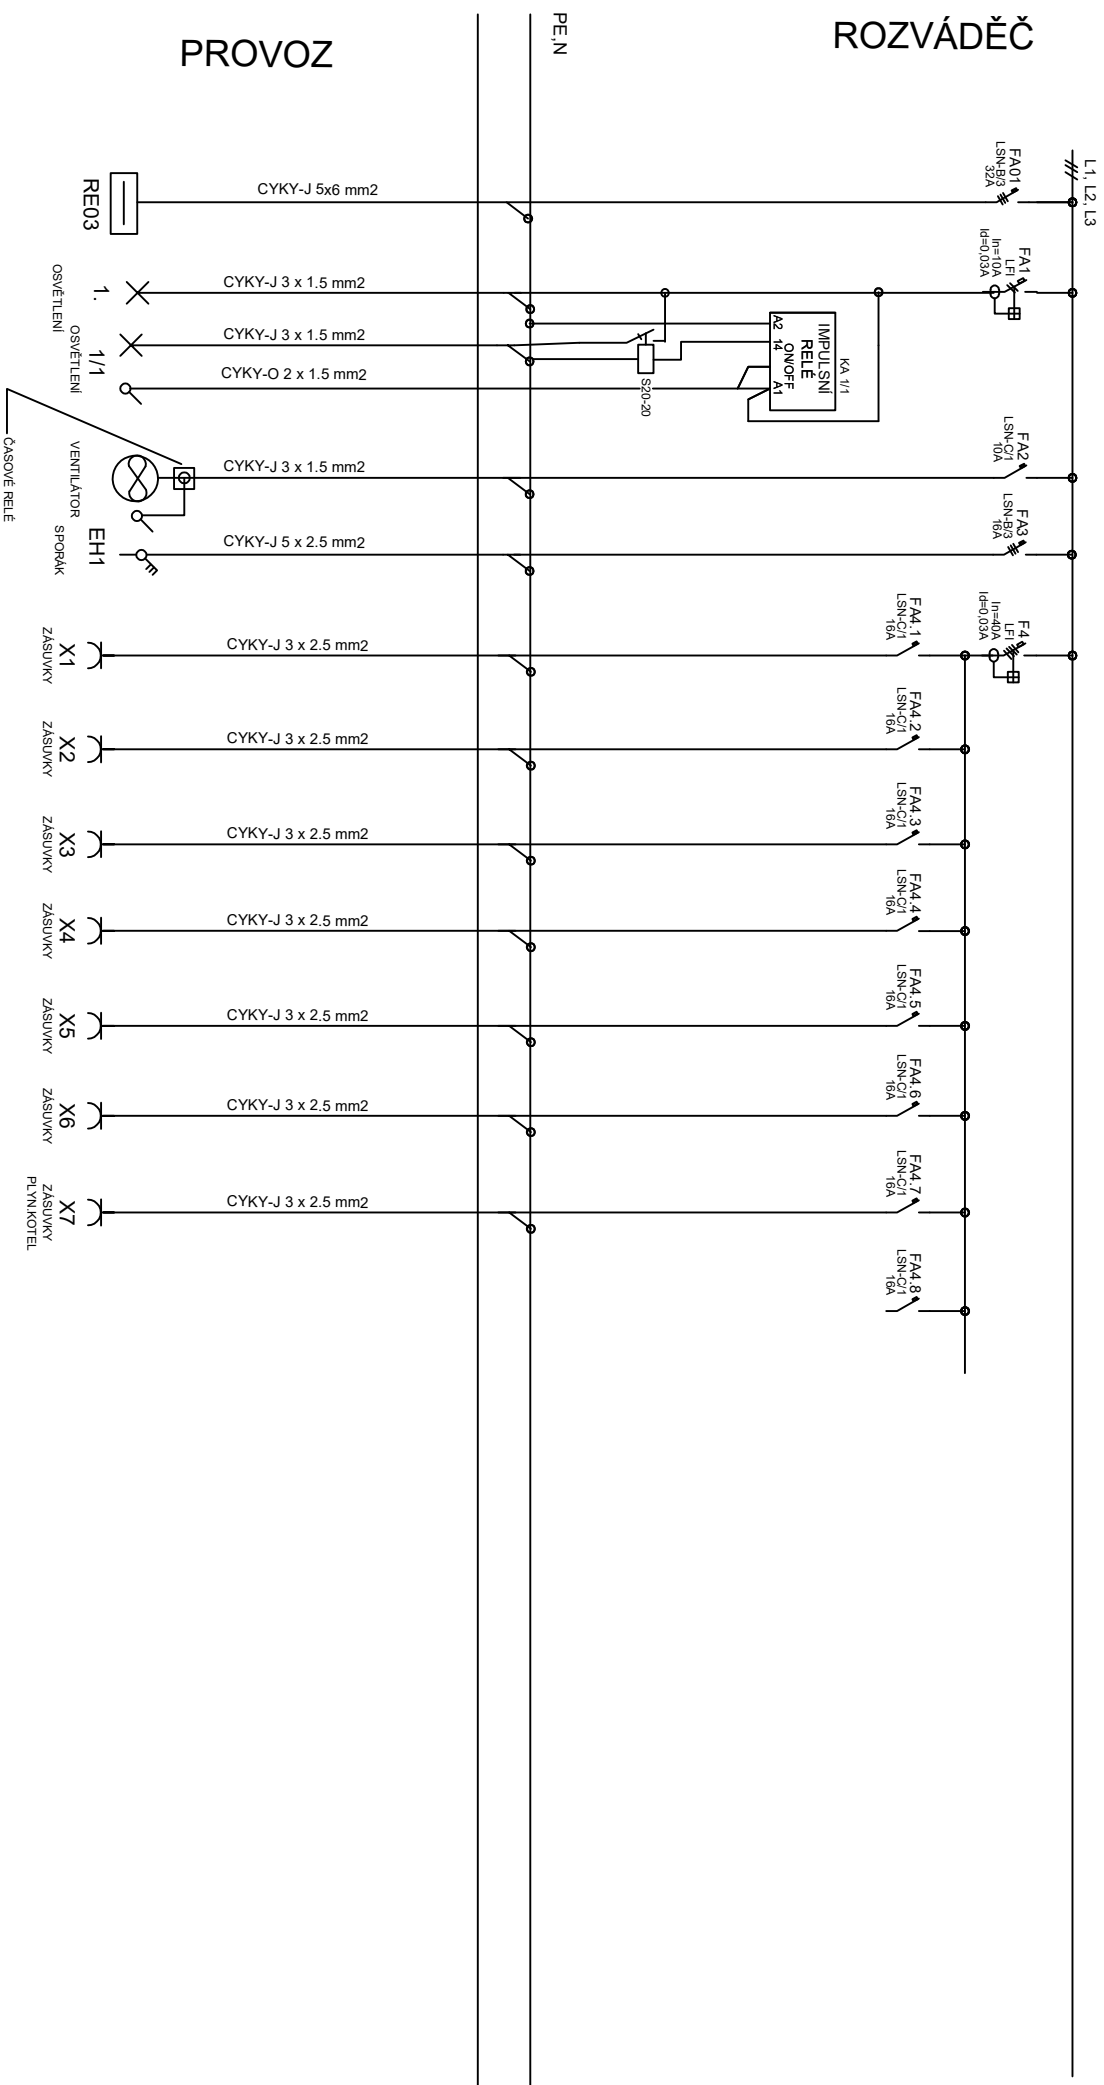 PROVOZ
ROZVÁDĚČ
PE,N
L1, L2, L3
FA01
LSN-B/3
32A
CYKY-J 5x6 mm2
RE03
FA1
LFI
In=10A
Id=0,03A
CYKY-J 3 x 1.5 mm2
1.
OSVĚTLENÍ
KA 1/1
IMPULSNÍ
RELÉ
ON/OFF
A2
14
A1
S20-20
CYKY-J 3 x 1.5 mm2
1/1
OSVĚTLENÍ
CYKY-O 2 x 1.5 mm2
FA2
LSN-C/1
10A
CYKY-J 3 x 1.5 mm2
VENTILÁTOR
ČASOVÉ RELÉ
FA3
LSN-B/3
16A
CYKY-J 5 x 2.5 mm2
EH1
SPORÁK
F4
LFI
In=40A
Id=0,03A
FA4.1
LSN-C/1
16A
CYKY-J 3 x 2.5 mm2
X1
ZÁSUVKY
FA4.2
LSN-C/1
16A
CYKY-J 3 x 2.5 mm2
X2
ZÁSUVKY
FA4.3
LSN-C/1
16A
CYKY-J 3 x 2.5 mm2
X3
ZÁSUVKY
FA4.4
LSN-C/1
16A
CYKY-J 3 x 2.5 mm2
X4
ZÁSUVKY
FA4.5
LSN-C/1
16A
CYKY-J 3 x 2.5 mm2
X5
ZÁSUVKY
FA4.6
LSN-C/1
16A
CYKY-J 3 x 2.5 mm2
X6
ZÁSUVKY
FA4.7
LSN-C/1
16A
CYKY-J 3 x 2.5 mm2
X7
ZÁSUVKY
PLYN.KOTEL
FA4.8
LSN-C/1
16A